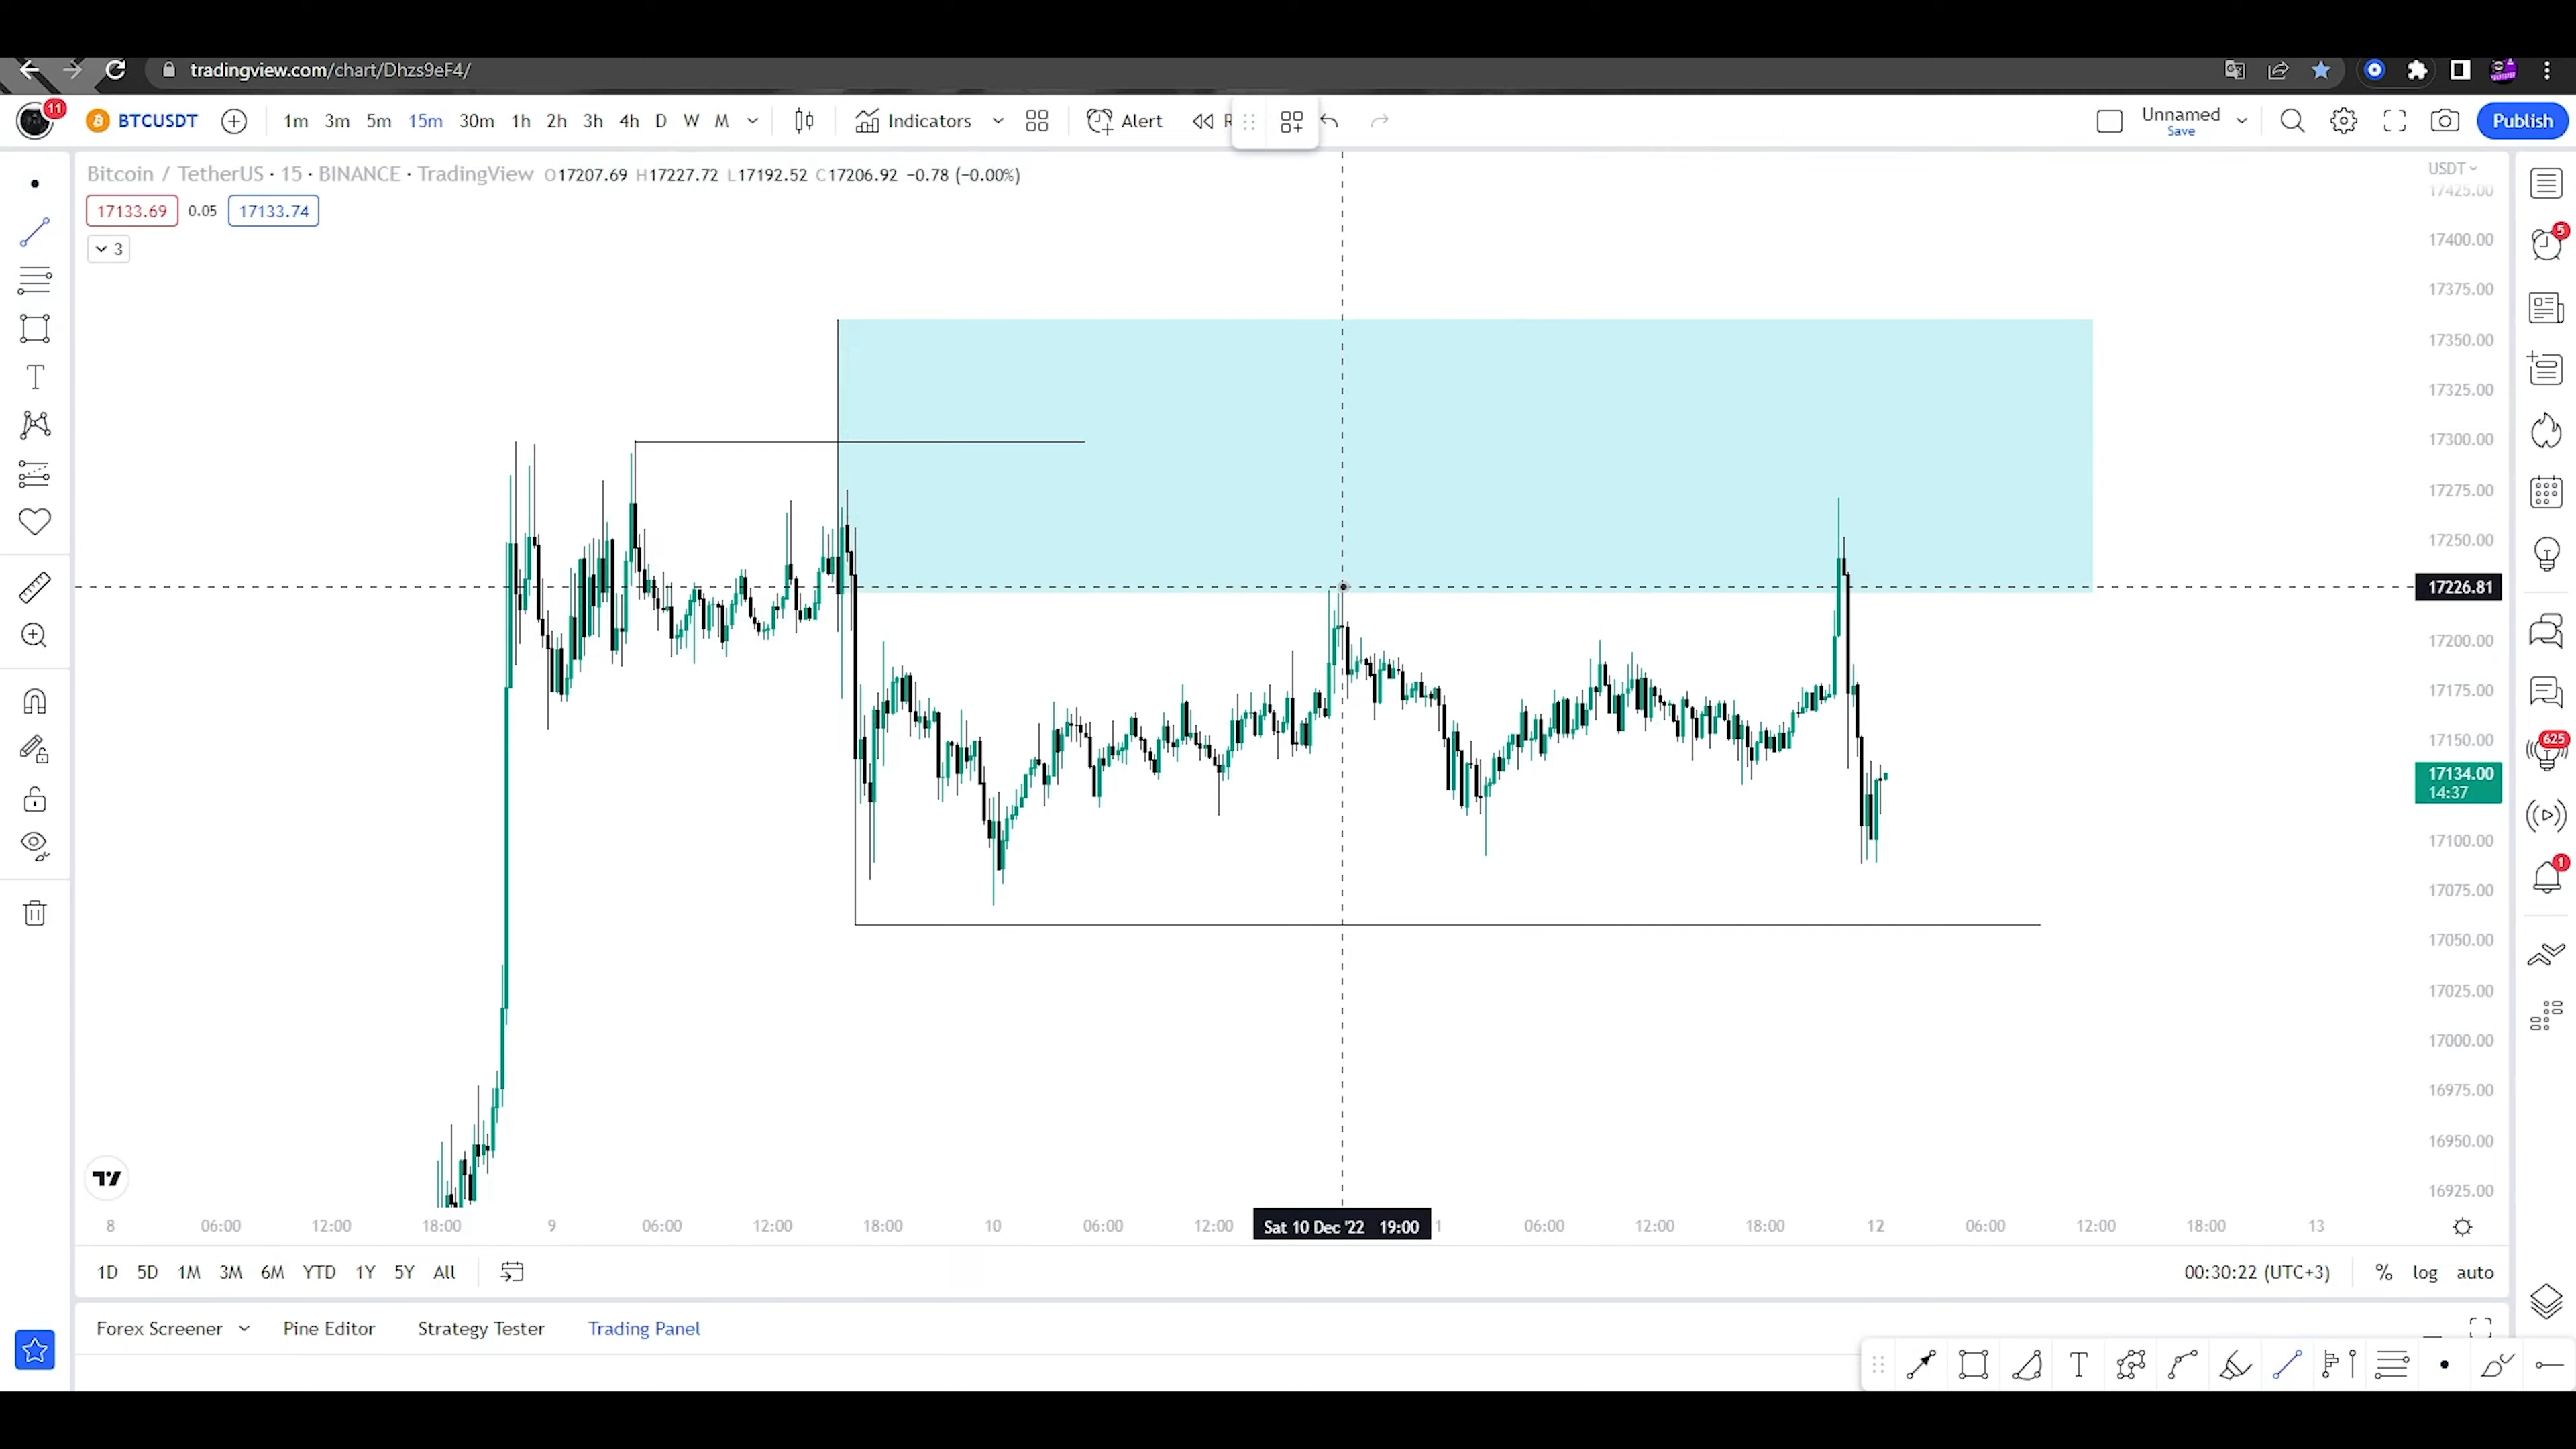 tradingview.com/chart/Dhzs9eF4/
11 BTCUSDT 1m 3m 5m 15m 30m 1h 2h 3h 4h D W M Indicators Alert R Unnamed Save Publish
Bitcoin / TetherUS · 15 · BINANCE · TradingView O17207.69 H17227.72 L17192.52 C17206.92 −0.78 (−0.00%)
USDT
17425.00
17133.69 0.05 17133.74
17400.00
3
5
17375.00
17350.00
17325.00
T
17300.00
17275.00
17250.00
17226.81
17200.00
17175.00
17150.00
625
17134.00
14:37
17100.00
1
17075.00
17050.00
17025.00
17000.00
16975.00
16950.00
16925.00
8 06:00 12:00 18:00 9 06:00 12:00 18:00 10 06:00 12:00 Sat 10 Dec '22 19:00 1 06:00 12:00 18:00 12 06:00 12:00 18:00 13
1D 5D 1M 3M 6M YTD 1Y 5Y All 00:30:22 (UTC+3) % log auto
Forex Screener Pine Editor Strategy Tester Trading Panel
T